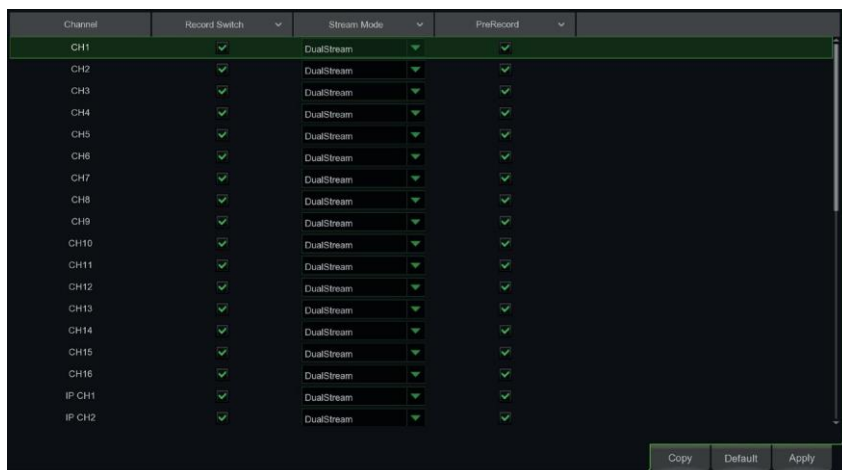 Channel Record Switch Stream Mode PreRecord
CH1 DualStream
CH2 DualStream
CH3 DualStream
CH4 DualStream
CH5 DualStream
CH6 DualStream
CH7 DualStream
CH8 DualStream
CH9 DualStream
CH10 DualStream
CH11 DualStream
CH12 DualStream
CH13 DualStream
CH14 DualStream
CH15 DualStream
CH16 DualStream
IP CH1 DualStream
IP CH2 DualStream
Copy Default Apply